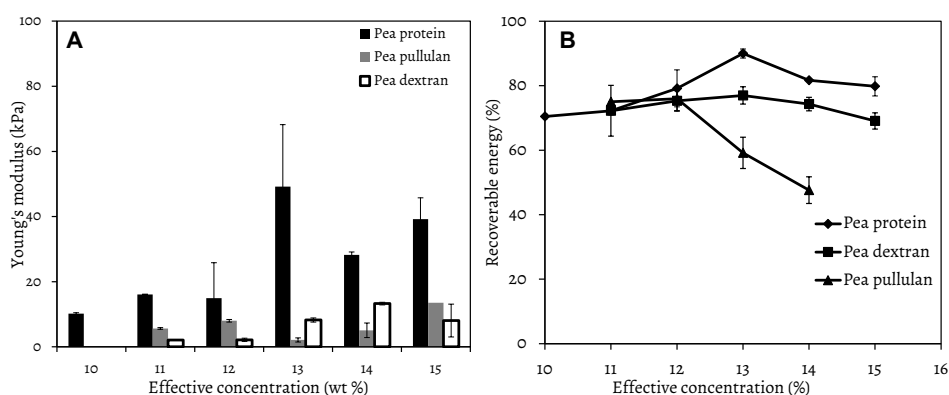 A
100
80
60
40
20
0
Young's modulus (kPa)
Pea protein
Pea pullulan
Pea dextran
10 11 12 13 14 15
Effective concentration (wt %)
B
100
80
60
40
20
0
Recoverable energy (%)
Pea protein
Pea dextran
Pea pullulan
10 11 12 13 14 15 16
Effective concentration (%)